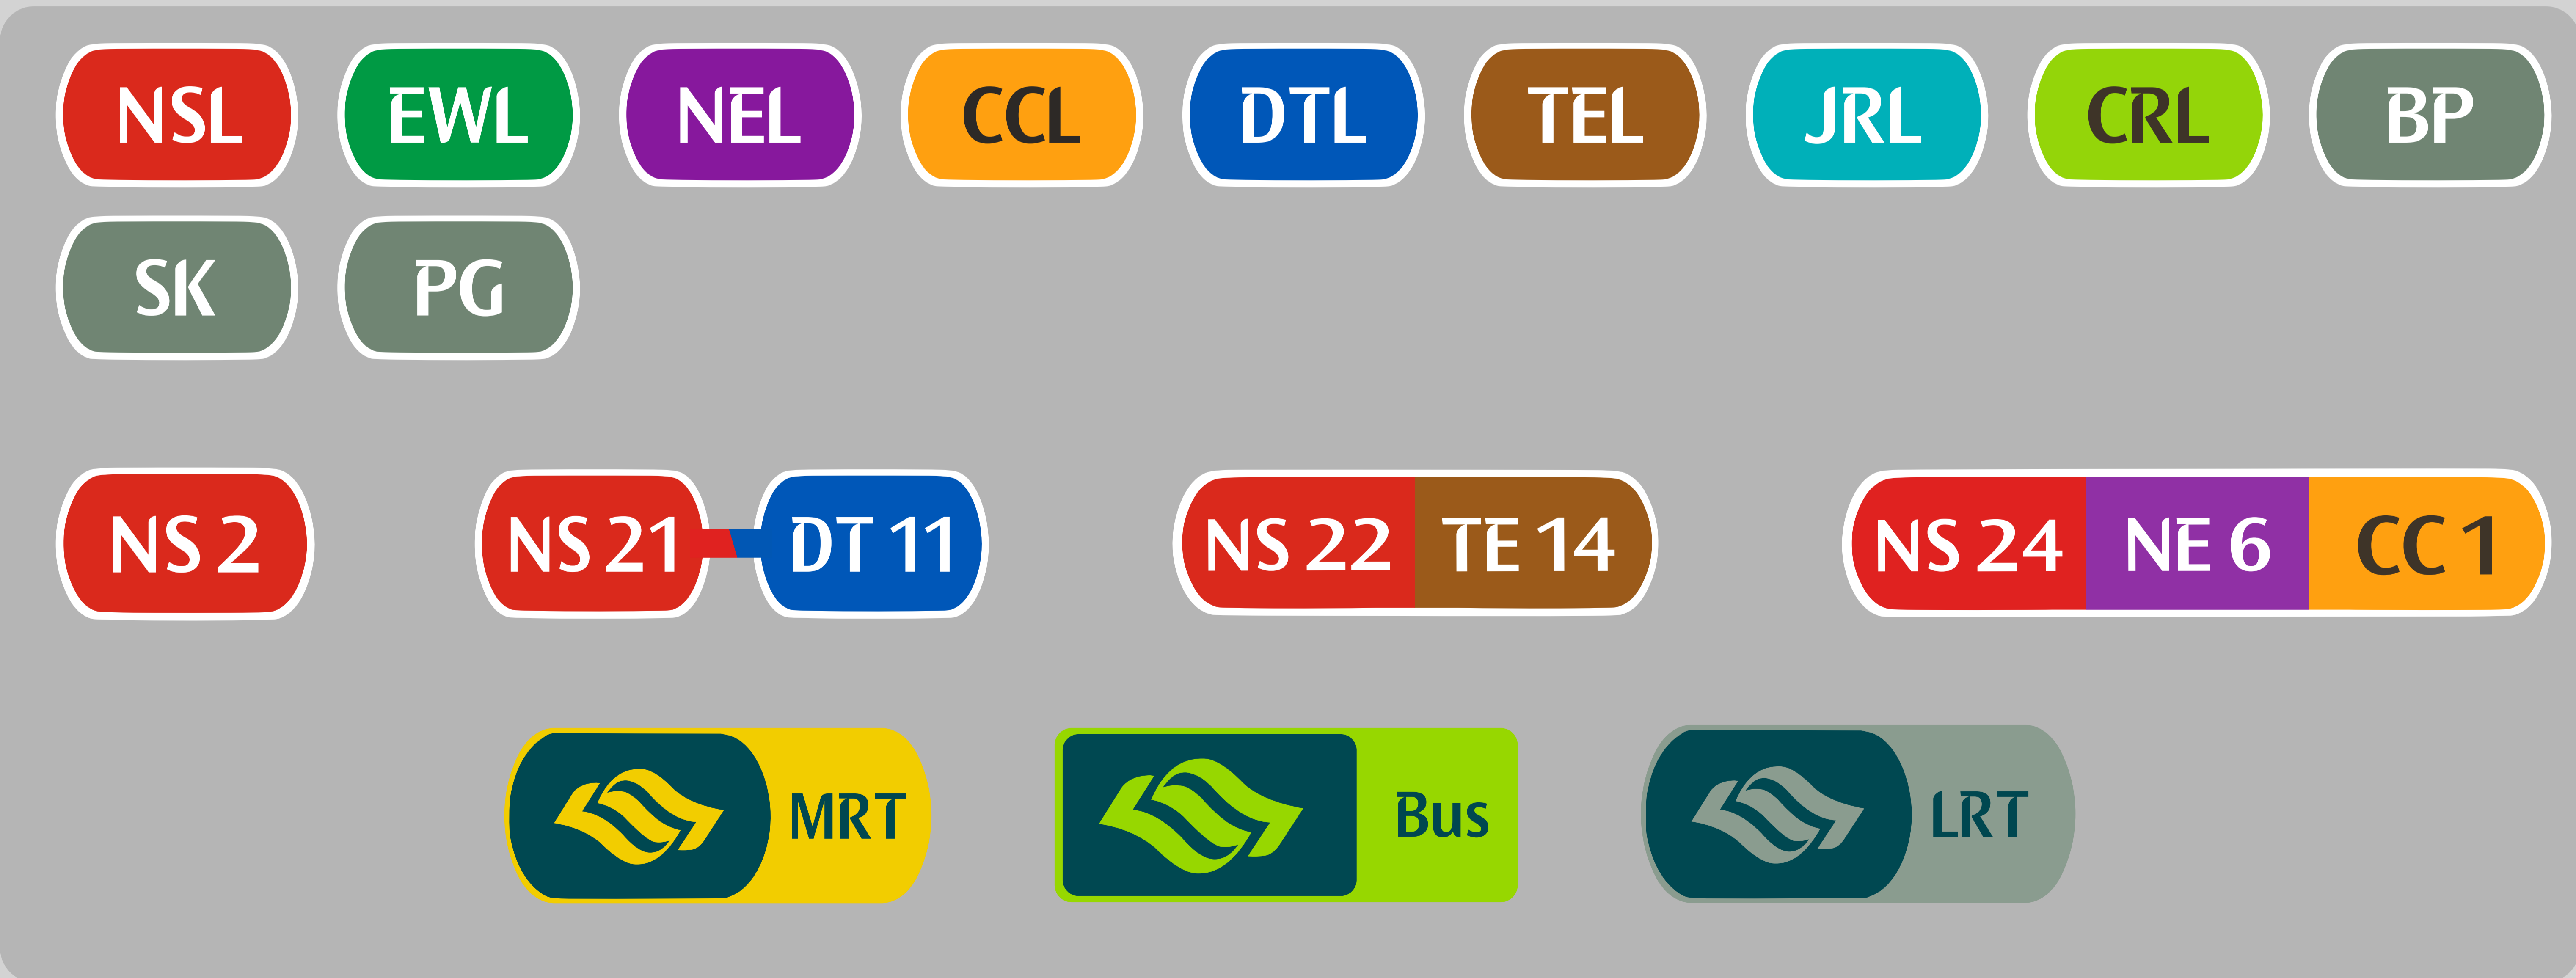 NSL EWL NEL CCL DTL TEL JRL CRL BP
SK PG
NS 2 NS 21 DT 11 NS 22 TE 14 NS 24 NE 6 CC 1
MRT Bus LRT